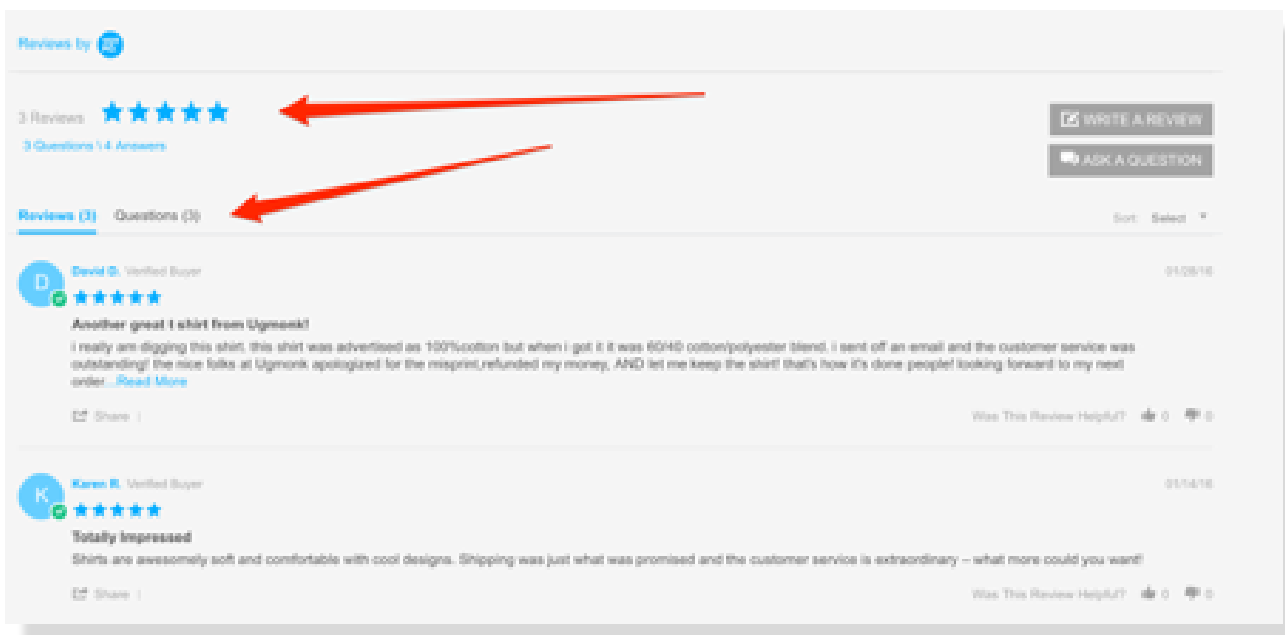 Reviews by
3 Reviews
3 Questions \ 4 Answers
WRITE A REVIEW
ASK A QUESTION
Reviews (3) Questions (3)
Sort: Select
D David D. Verified Buyer 01/28/16
Another great t shirt from Ugmonk!
i really am digging this shirt. this shirt was advertised as 100%cotton but when i got it it was 60/40 cotton/polyester blend. i sent off an email and the customer service was
outstanding! the nice folks at Ugmonk apologized for the misprint,refunded my money, AND let me keep the shirt! that's how it's done people! looking forward to my next
order...Read More
Share | Was This Review Helpful? 0 0
K Karen R. Verified Buyer 01/14/16
Totally Impressed
Shirts are awesomely soft and comfortable with cool designs. Shipping was just what was promised and the customer service is extraordinary – what more could you want!
Share | Was This Review Helpful? 0 0